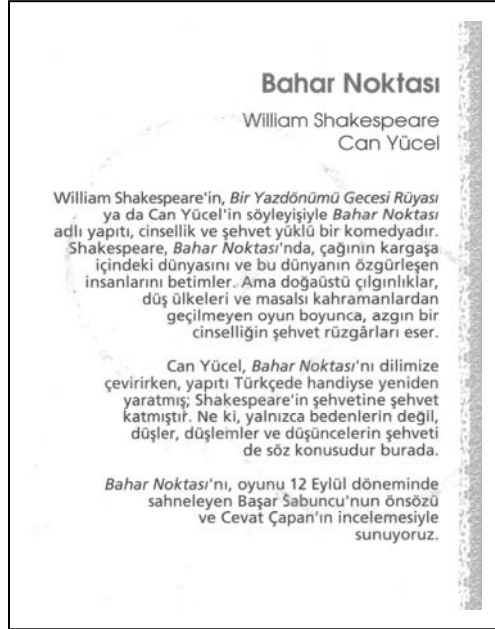 Bahar Noktası
William Shakespeare
Can Yücel
William Shakespeare'in, Bir Yazdönümü Gecesi Rüyası
ya da Can Yücel'in söyleyişiyle Bahar Noktası
adlı yapıtı, cinsellik ve şehvet yüklü bir komedyadır.
Shakespeare, Bahar Noktası'nda, çağının kargaşa
içindeki dünyasını ve bu dünyanın özgürleşen
insanlarını betimler. Ama doğaüstü çılgınlıklar,
düş ülkeleri ve masalsı kahramanlardan
geçilmeyen oyun boyunca, azgın bir
cinselliğin şehvet rüzgârları eser.
Can Yücel, Bahar Noktası'nı dilimize
çevirirken, yapıtı Türkçede handiyse yeniden
yaratmış; Shakespeare'in şehvetine şehvet
katmıştır. Ne ki, yalnızca bedenlerin değil,
düşler, düşlemler ve düşüncelerin şehveti
de söz konusudur burada.
Bahar Noktası'nı, oyunu 12 Eylül döneminde
sahneleyen Başar Sabuncu'nun önsözü
ve Cevat Çapan'ın incelemesiyle
sunuyoruz.